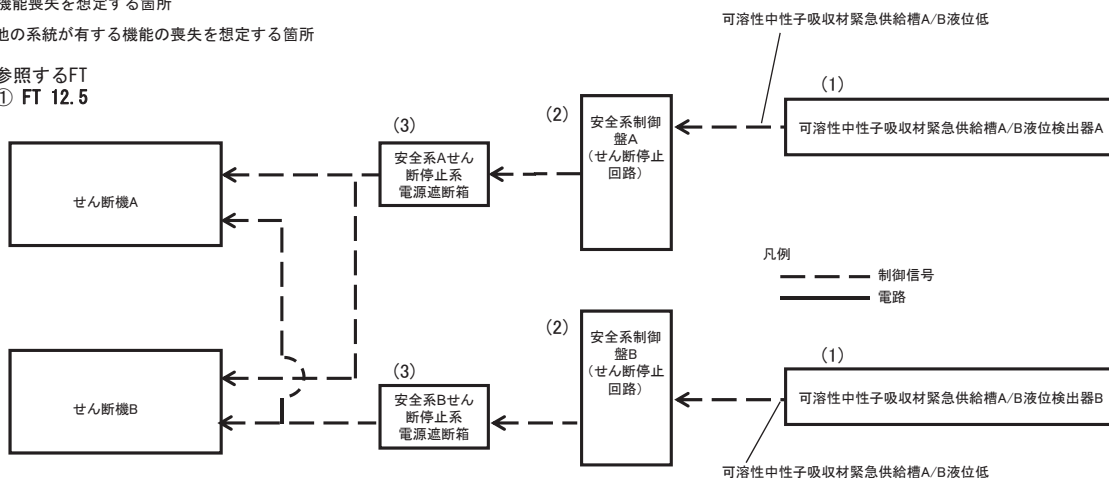 機能喪失を想定する箇所
他の系統が有する機能の喪失を想定する箇所
参照するFT
① FT 12.5
可溶性中性子吸収材緊急供給槽A/B液位低
(1)
可溶性中性子吸収材緊急供給槽A/B液位検出器A
(2)
安全系制御
盤A
(せん断停止
回路)
(3)
安全系Aせん
断停止系
電源遮断箱
せん断機A
凡例
制御信号
電路
(1)
可溶性中性子吸収材緊急供給槽A/B液位検出器B
(2)
安全系制御
盤B
(せん断停止
回路)
(3)
安全系Bせん
断停止系
電源遮断箱
せん断機B
可溶性中性子吸収材緊急供給槽A/B液位低